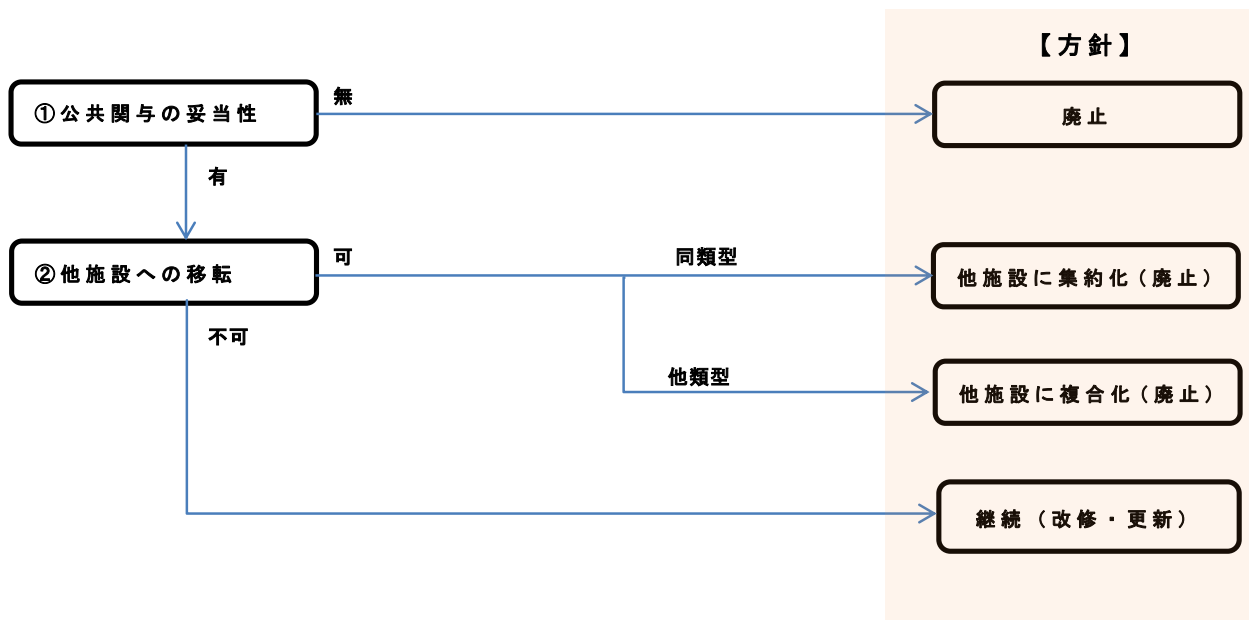 【方針】
①公共関与の妥当性
無
廃止
有
②他施設への移転
可
同類型
他施設に集約化（廃止）
不可
他類型
他施設に複合化（廃止）
継続（改修・更新）